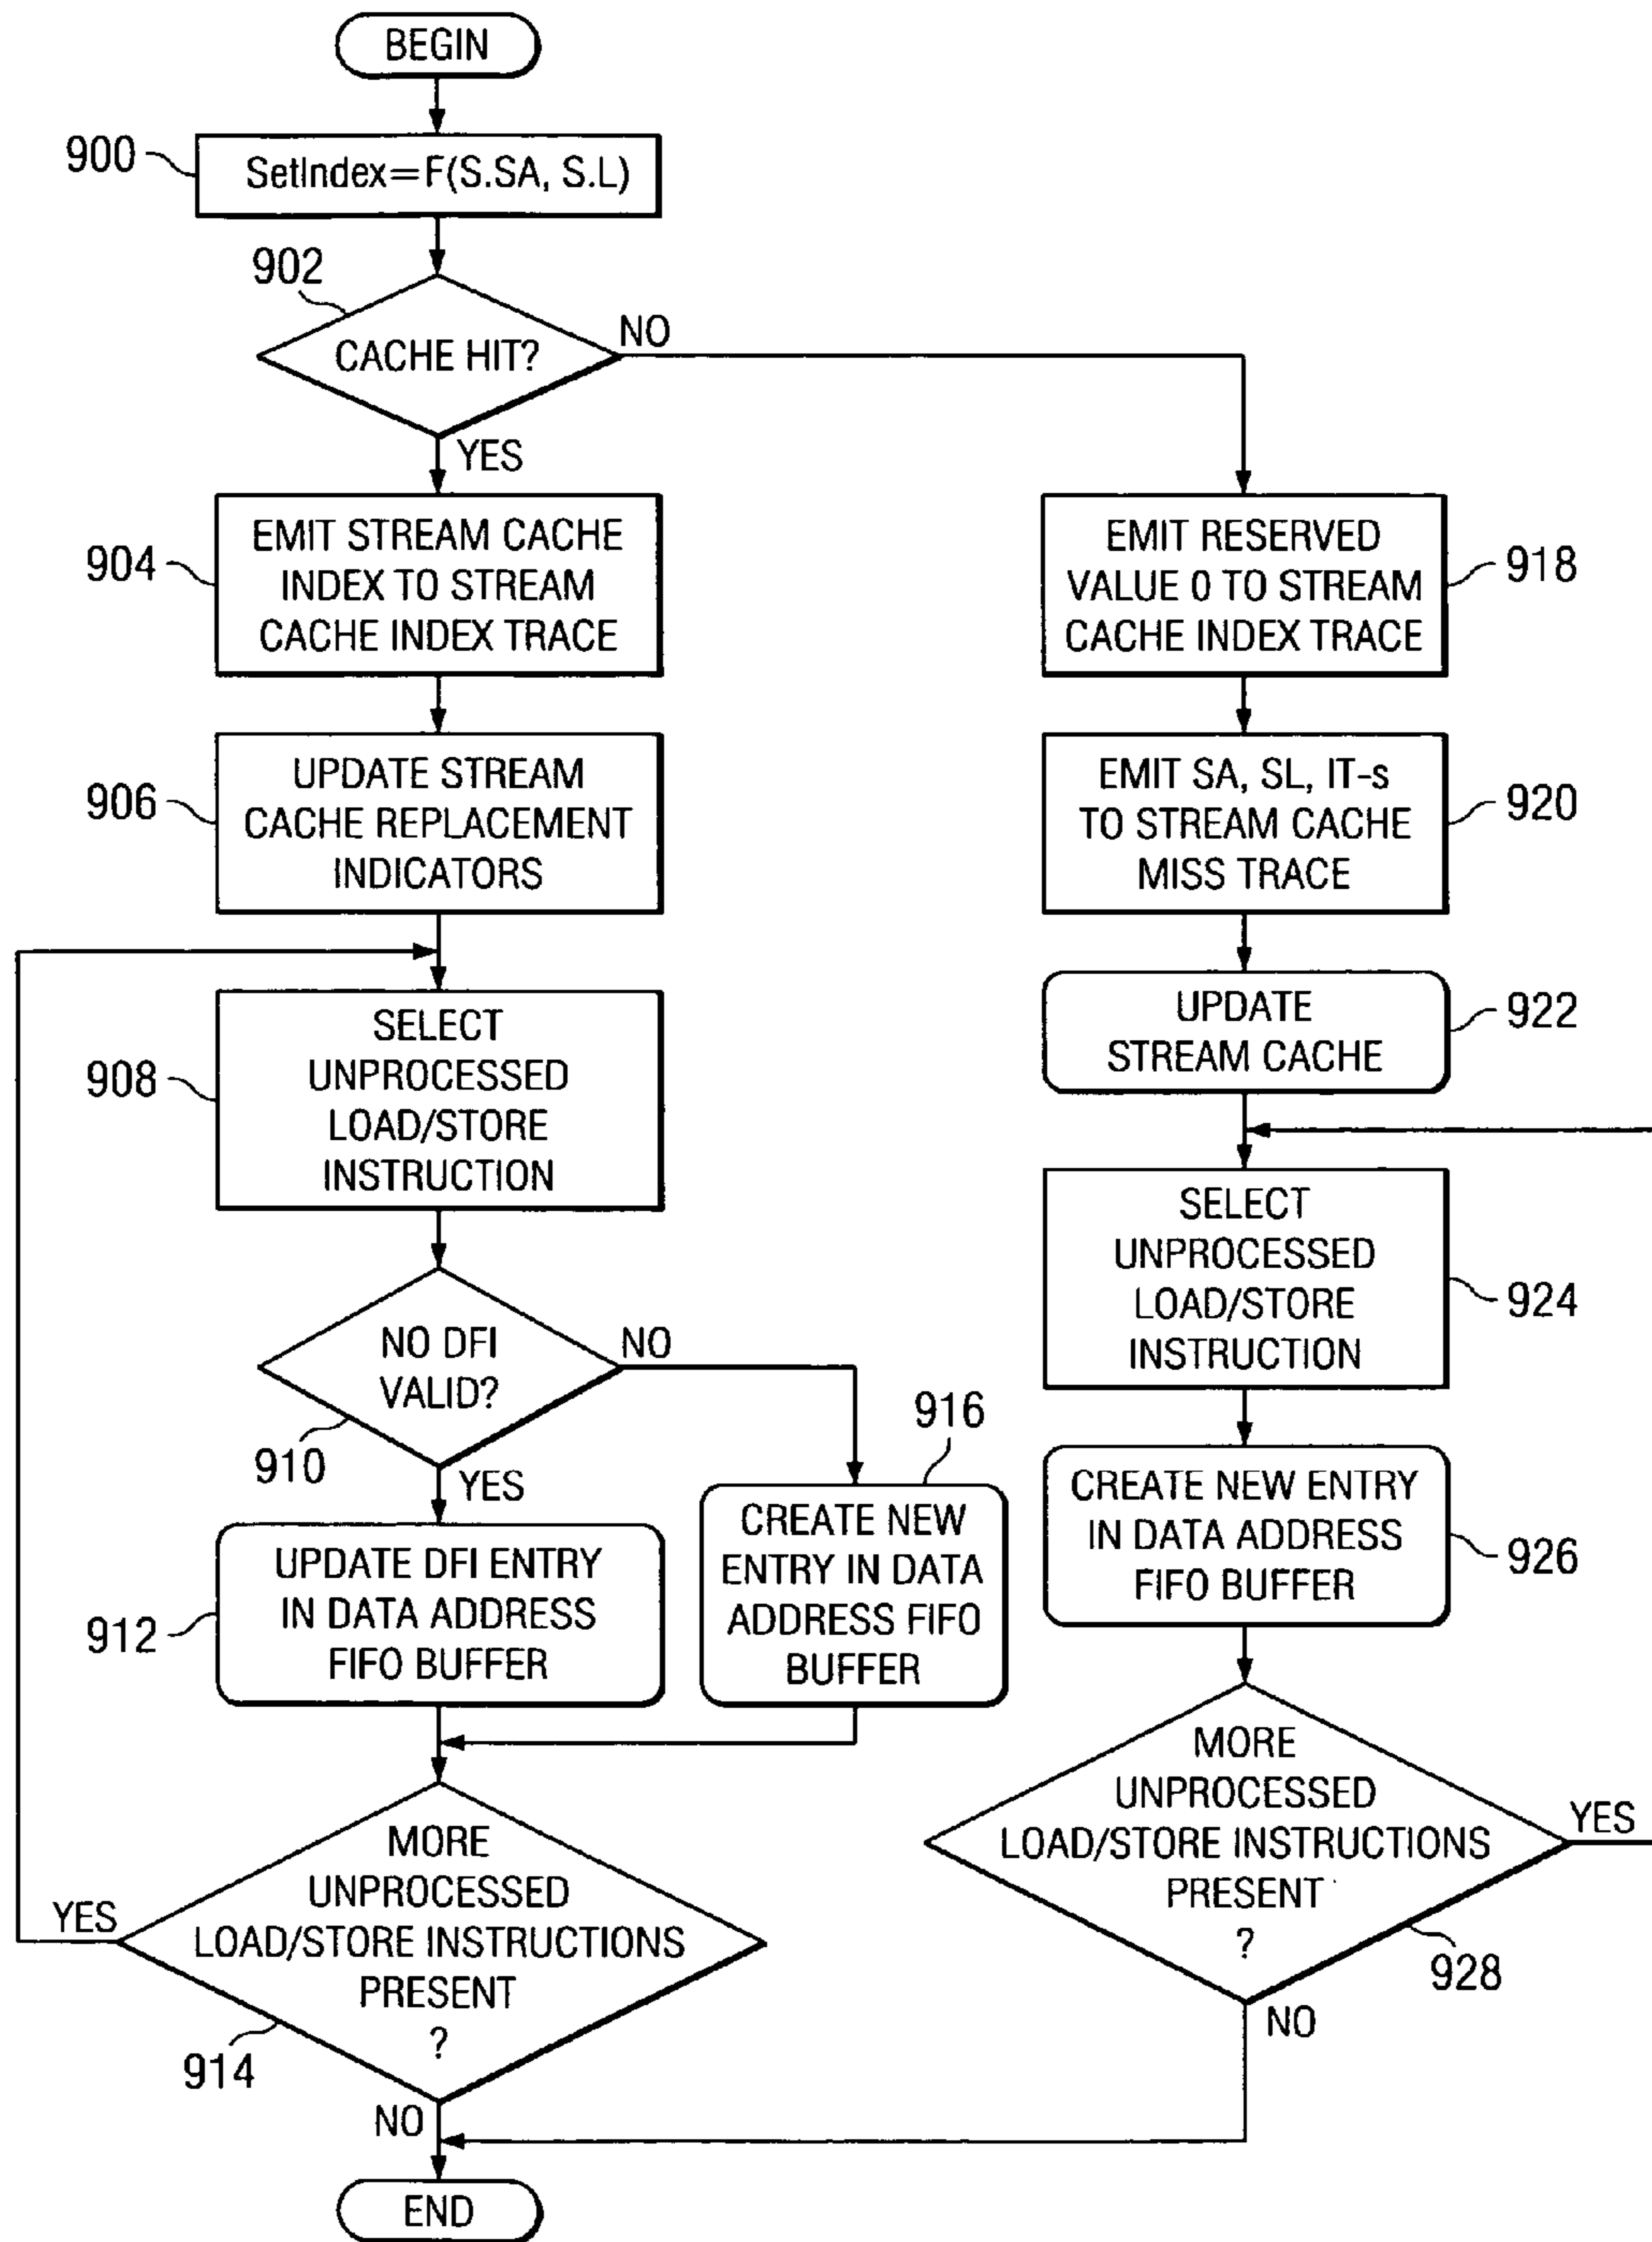 BEGIN
900
SetIndex=F(S.SA, S.L)
902
CACHE HIT?
NO
YES
904
EMIT STREAM CACHE
INDEX TO STREAM
CACHE INDEX TRACE
906
UPDATE STREAM
CACHE REPLACEMENT
INDICATORS
908
SELECT
UNPROCESSED
LOAD/STORE
INSTRUCTION
NO DFI
VALID?
910
NO
YES
912
UPDATE DFI ENTRY
IN DATA ADDRESS
FIFO BUFFER
916
CREATE NEW
ENTRY IN DATA
ADDRESS FIFO
BUFFER
MORE
UNPROCESSED
LOAD/STORE INSTRUCTIONS
PRESENT
?
YES
914
NO
EMIT RESERVED
VALUE 0 TO STREAM
CACHE INDEX TRACE
918
EMIT SA, SL, IT-s
TO STREAM CACHE
MISS TRACE
920
UPDATE
STREAM CACHE
922
SELECT
UNPROCESSED
LOAD/STORE
INSTRUCTION
924
CREATE NEW ENTRY
IN DATA ADDRESS
FIFO BUFFER
926
MORE
UNPROCESSED
LOAD/STORE INSTRUCTIONS
PRESENT
?
YES
928
NO
END